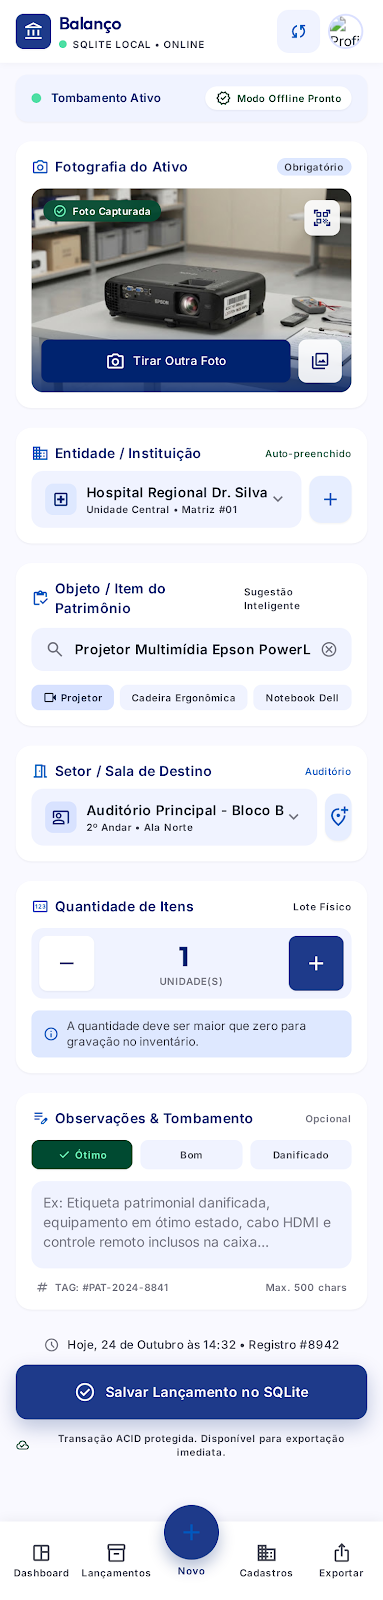 Balanço
SQLITE LOCAL • ONLINE
Profi
Tombamento Ativo
Modo Offline Pronto
Fotografia do Ativo
Obrigatório
Foto Capturada
EPSON
Tirar Outra Foto
Entidade / Instituição
Auto-preenchido
Hospital Regional Dr. Silva
Unidade Central • Matriz #01
Objeto / Item do
Patrimônio
Sugestão
Inteligente
Projetor Multimídia Epson PowerL
Projetor
Cadeira Ergonômica
Notebook Dell
Setor / Sala de Destino
Auditório
Auditório Principal - Bloco B
2º Andar • Ala Norte
123
Quantidade de Itens
Lote Físico
1
UNIDADE(S)
A quantidade deve ser maior que zero para
gravação no inventário.
Observações & Tombamento
Opcional
Ótimo
Bom
Danificado
Ex: Etiqueta patrimonial danificada,
equipamento em ótimo estado, cabo HDMI e
controle remoto inclusos na caixa...
# TAG: #PAT-2024-8841
Max. 500 chars
Hoje, 24 de Outubro às 14:32 • Registro #8942
Salvar Lançamento no SQLite
Transação ACID protegida. Disponível para exportação
imediata.
Dashboard
Lançamentos
Novo
Cadastros
Exportar